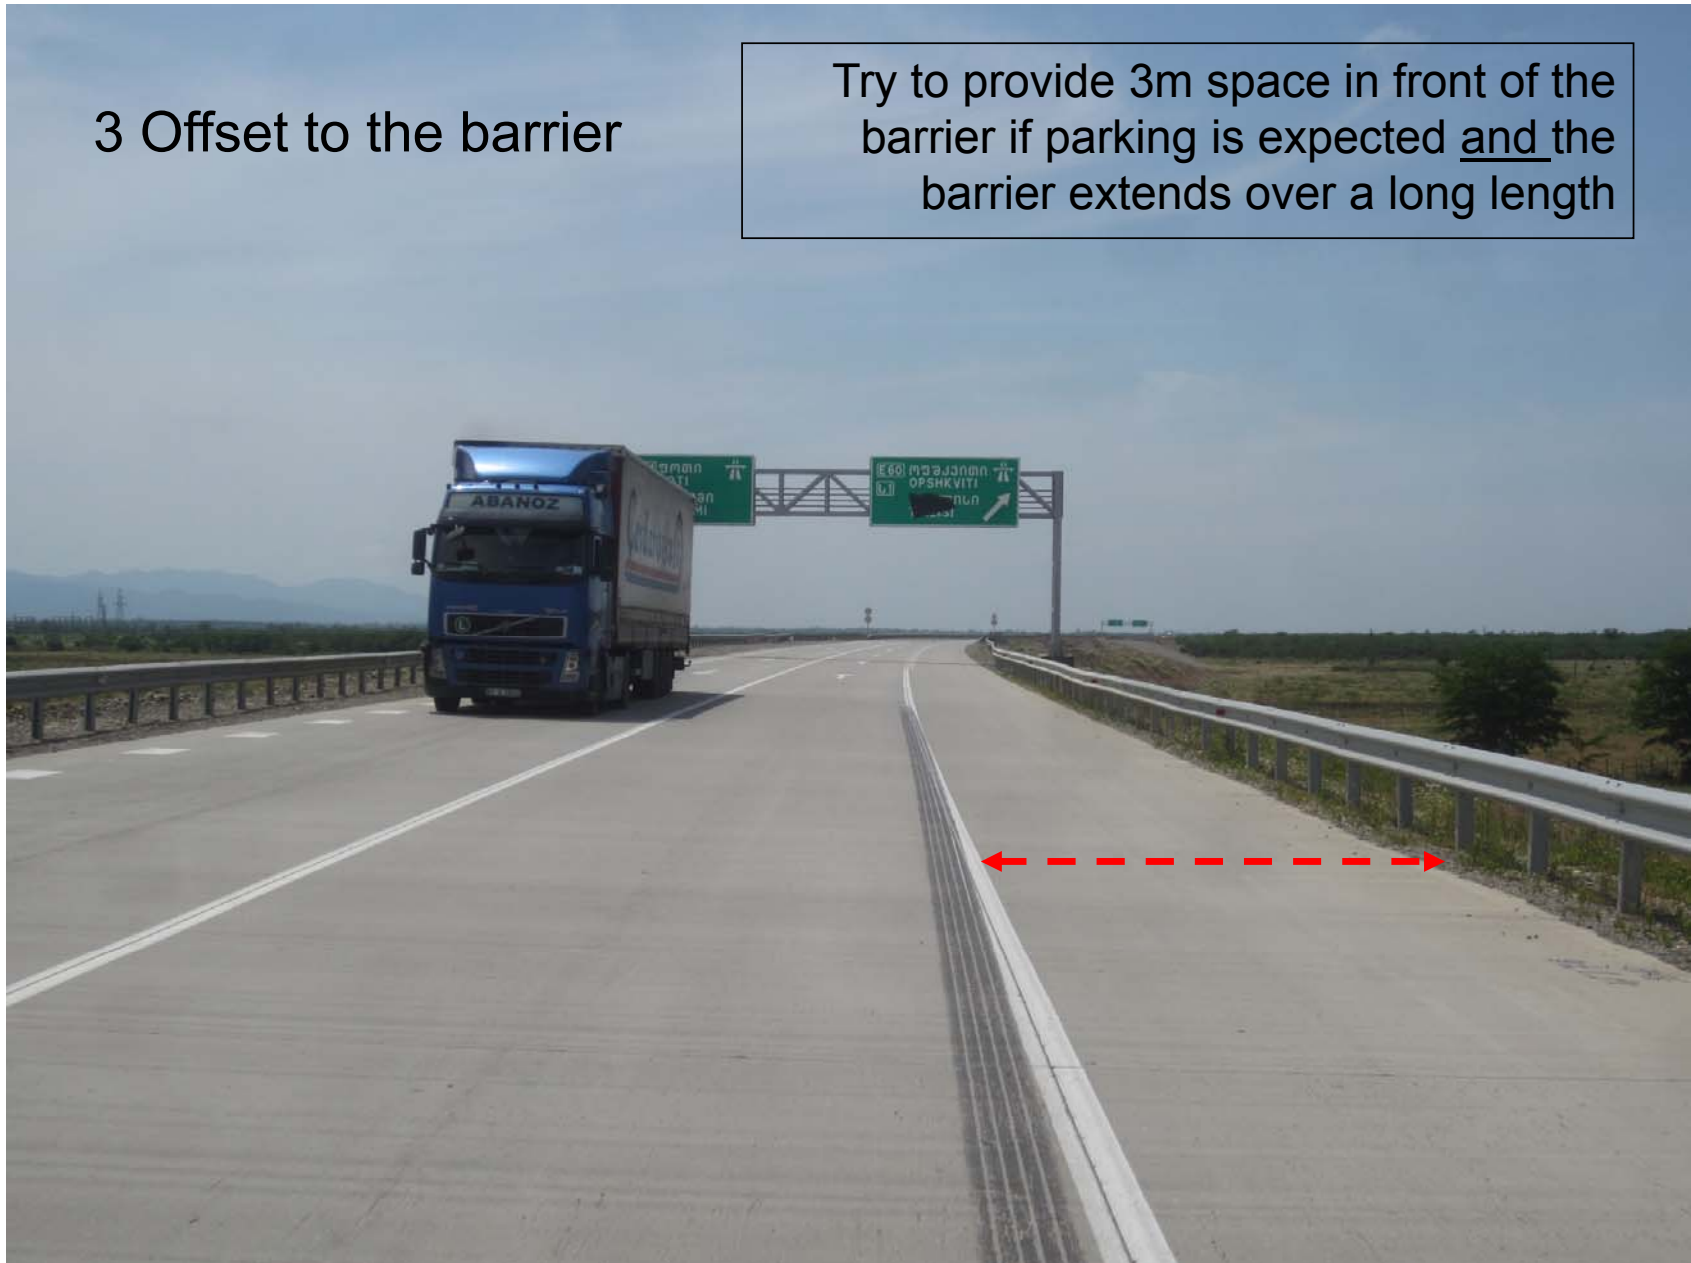 3 Offset to the barrier
Try to provide 3m space in front of the
barrier if parking is expected and the
barrier extends over a long length
ABANOZ
E60 ოფშკვითი
OPSHKVITI